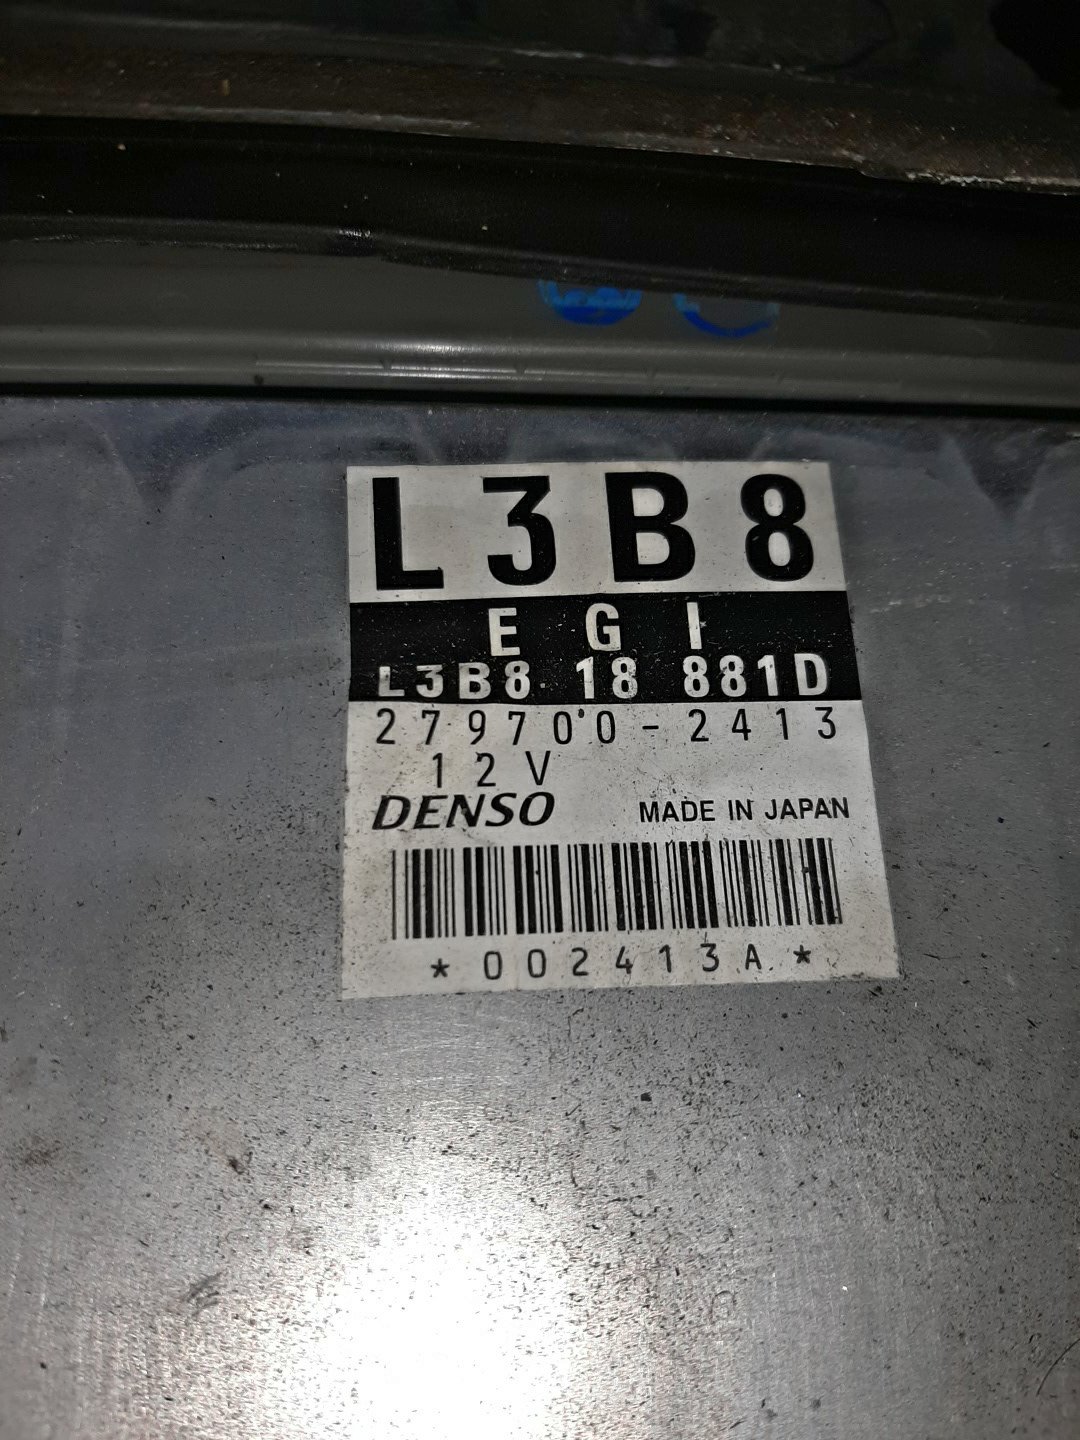 L3B8
EGI
L3B8 18 881D
279700-2413
12V
DENSO MADE IN JAPAN
*002413A*